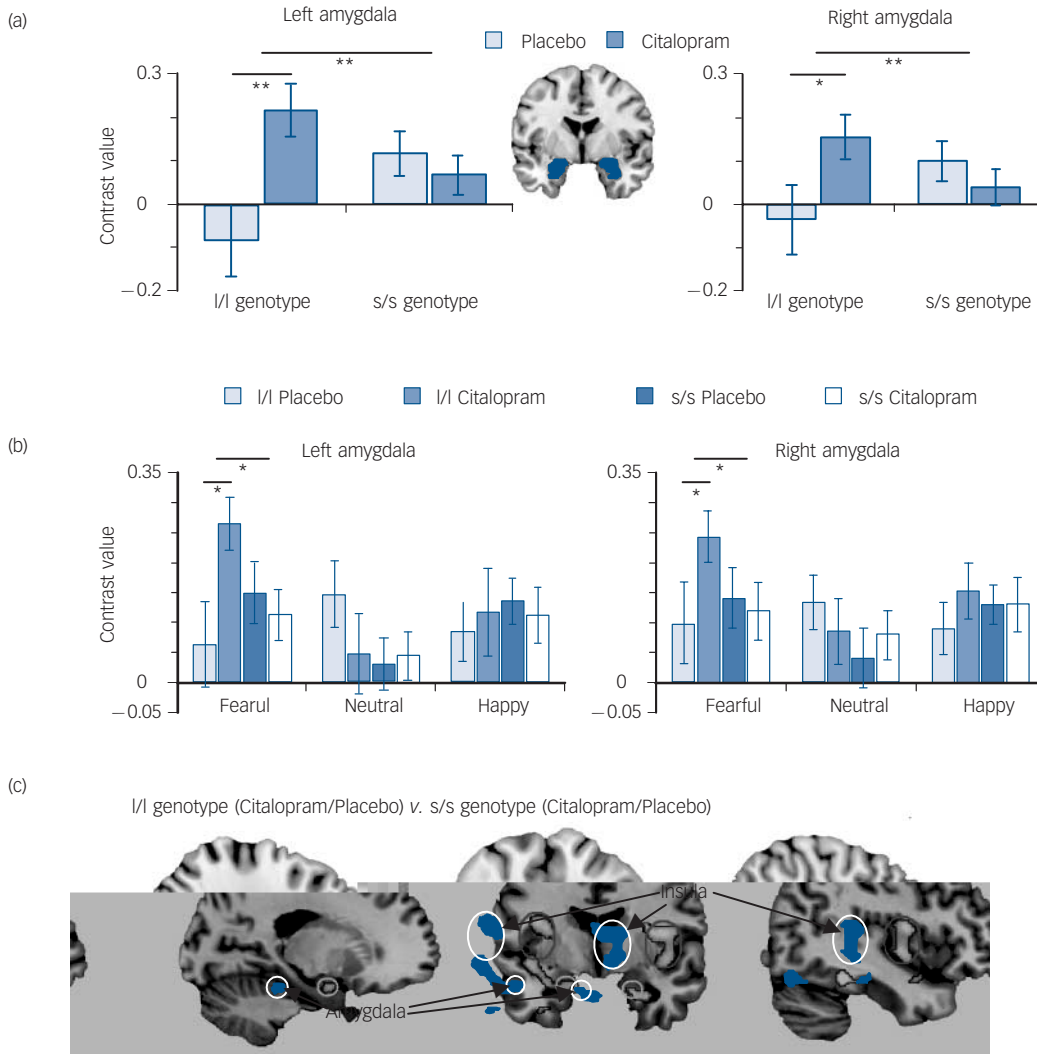 (a)
Left amygdala
Placebo Citalopram
Right amygdala
**
**
**
*
0.3
0
−0.2
Contrast value
l/l genotype s/s genotype
0.3
0
−0.2
l/l genotype s/s genotype
l/l Placebo l/l Citalopram s/s Placebo s/s Citalopram
(b)
Left amygdala
Right amygdala
*
*
*
*
0.35
0
−0.05
Contrast value
Fearul Neutral Happy
0.35
0
−0.05
Fearful Neutral Happy
(c)
l/l genotype (Citalopram/Placebo) v. s/s genotype (Citalopram/Placebo)
Insula
Amygdala